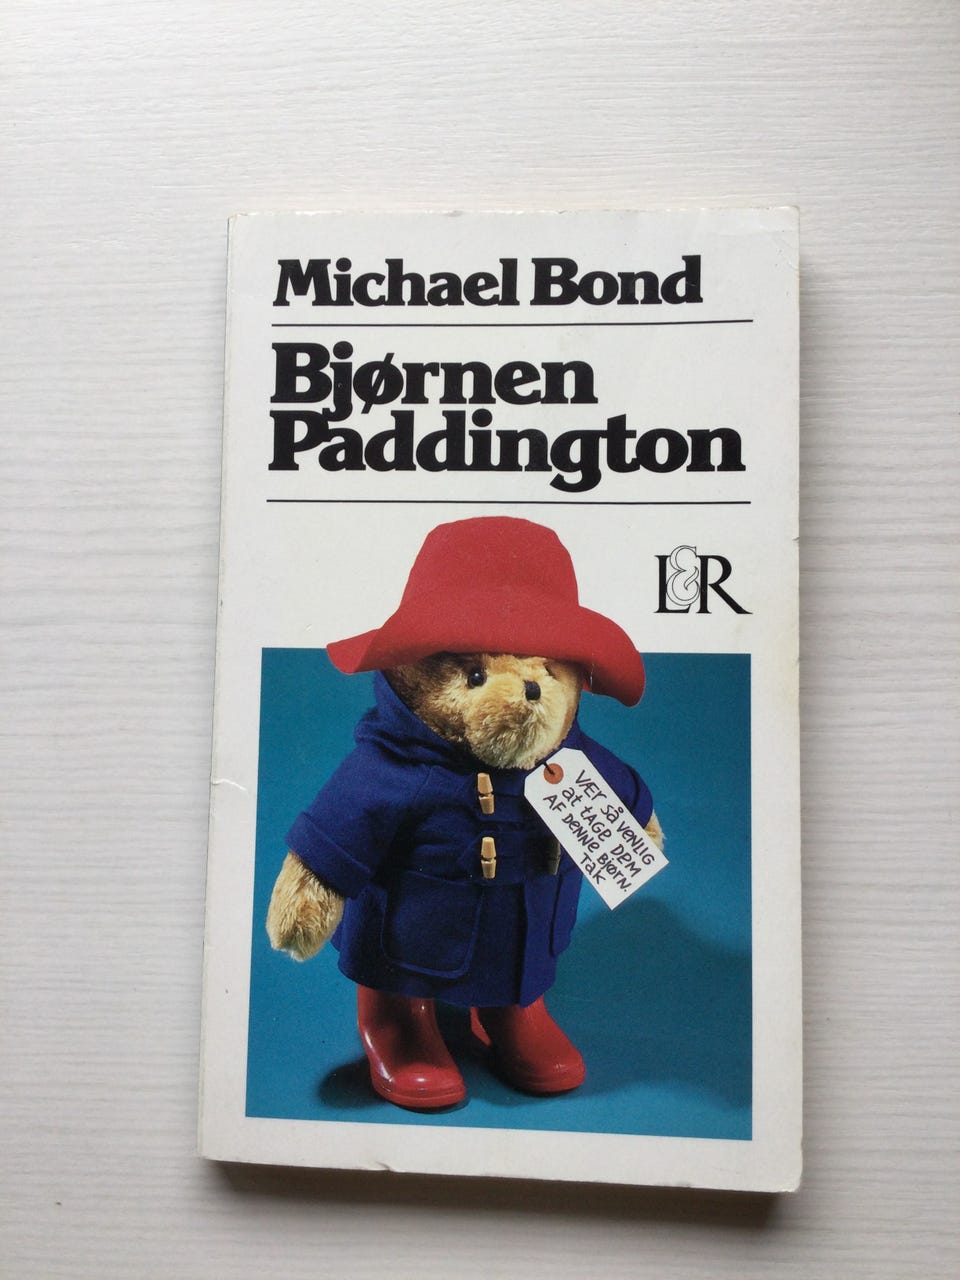 Michael Bond
Bjørnen
Paddington
L&R
VÆr så VENLIG
at tAGe Dem
AF DeNNe BJørN.
Tak